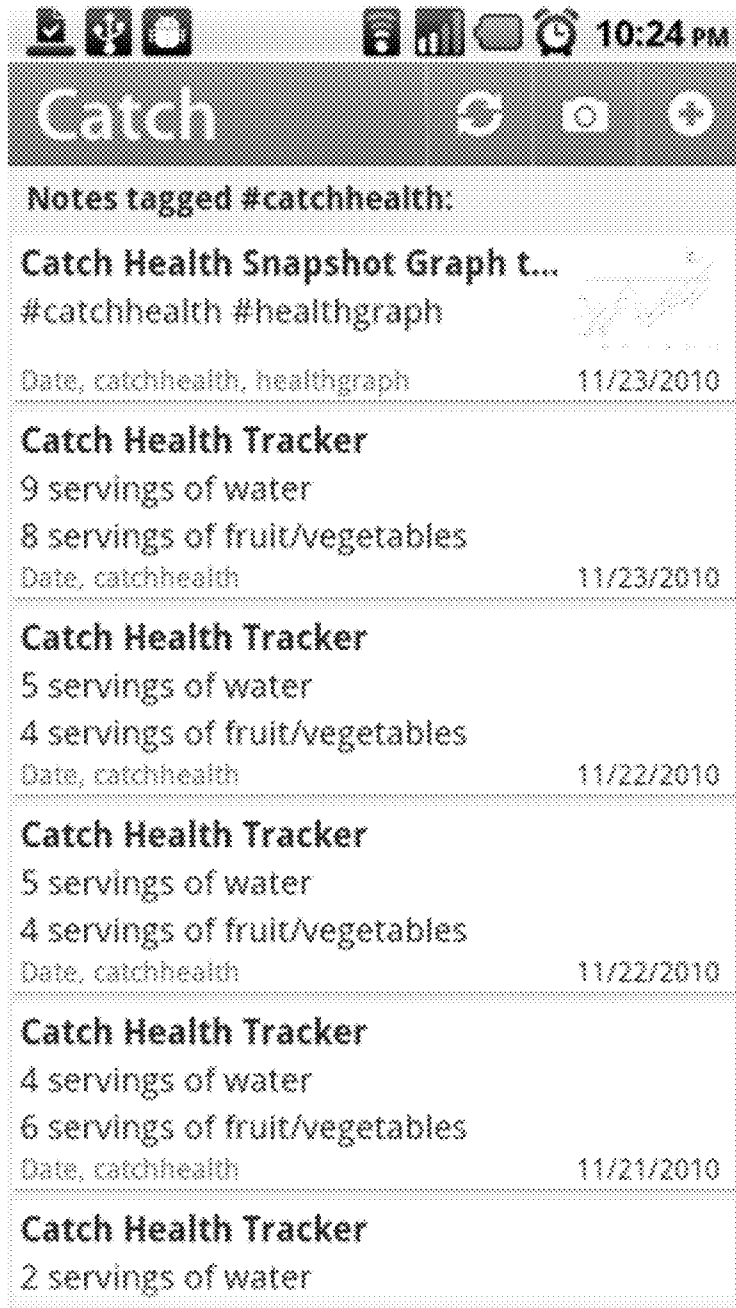 10:24 PM
Catch
Notes tagged #catchhealth:
Catch Health Snapshot Graph t...
#catchhealth #healthgraph
Date, catchhealth, healthgraph 11/23/2010
Catch Health Tracker
9 servings of water
8 servings of fruit/vegetables
Date, catchhealth 11/23/2010
Catch Health Tracker
5 servings of water
4 servings of fruit/vegetables
Date, catchhealth 11/22/2010
Catch Health Tracker
5 servings of water
4 servings of fruit/vegetables
Date, catchhealth 11/22/2010
Catch Health Tracker
4 servings of water
6 servings of fruit/vegetables
Date, catchhealth 11/21/2010
Catch Health Tracker
2 servings of water